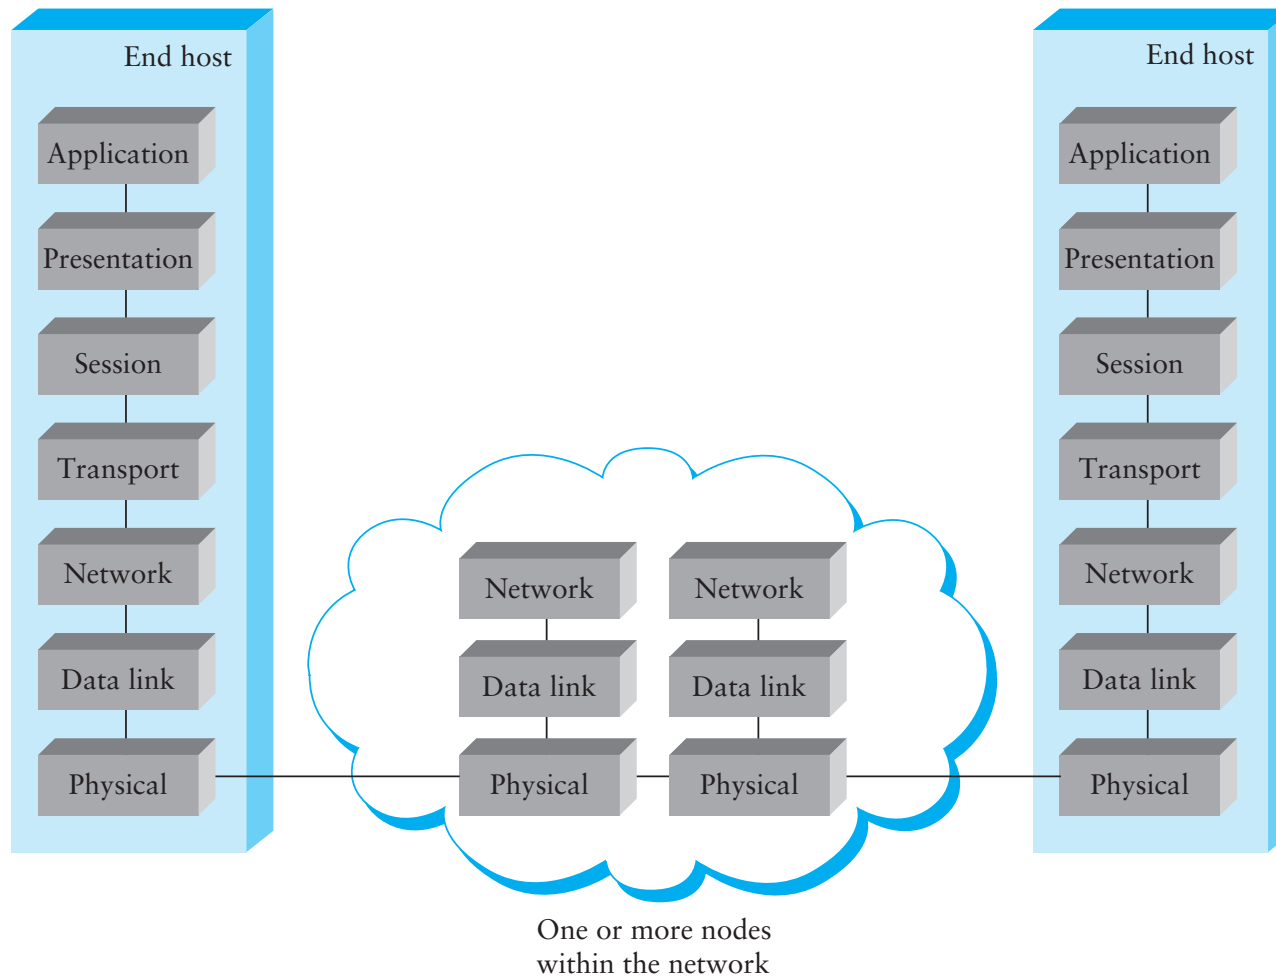 End host
Application
Presentation
Session
Transport
Network
Data link
Physical
Network
Data link
Physical
Network
Data link
Physical
One or more nodes
within the network
End host
Application
Presentation
Session
Transport
Network
Data link
Physical